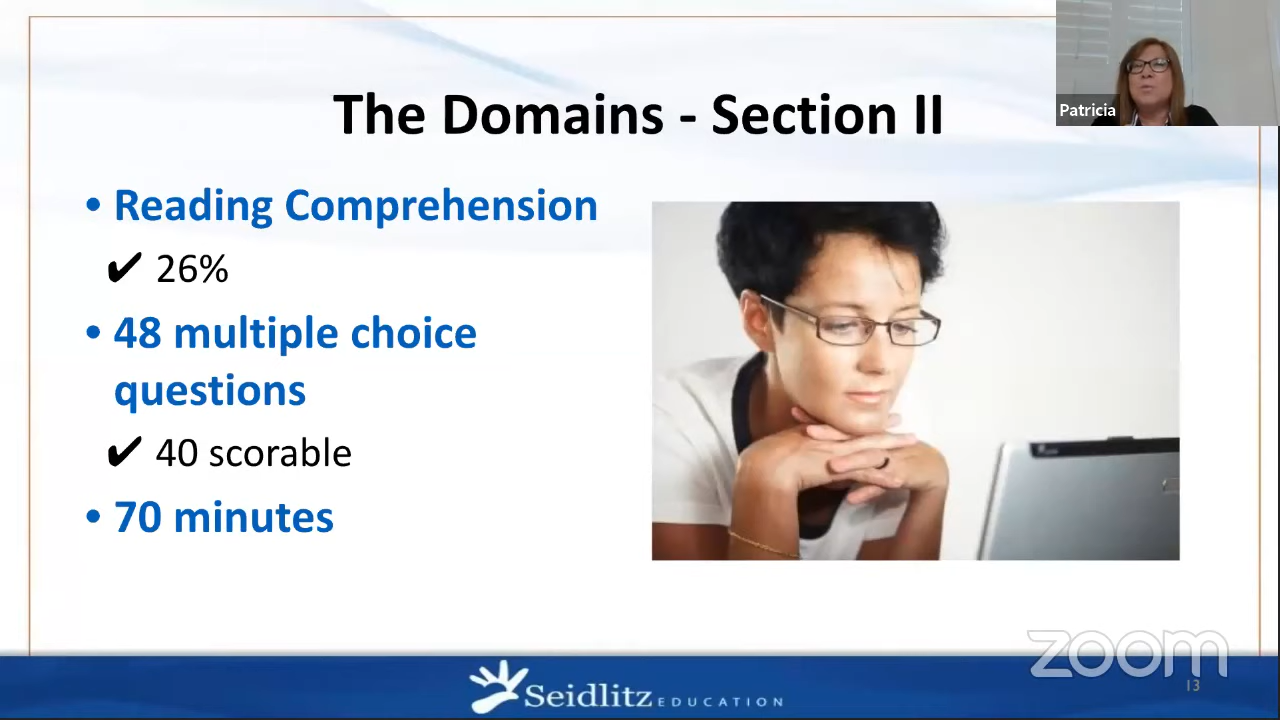 The Domains - Section II
Patricia
• Reading Comprehension
✔ 26%
• 48 multiple choice
questions
✔ 40 scorable
• 70 minutes
zoom
13
Seidlitz EDUCATION